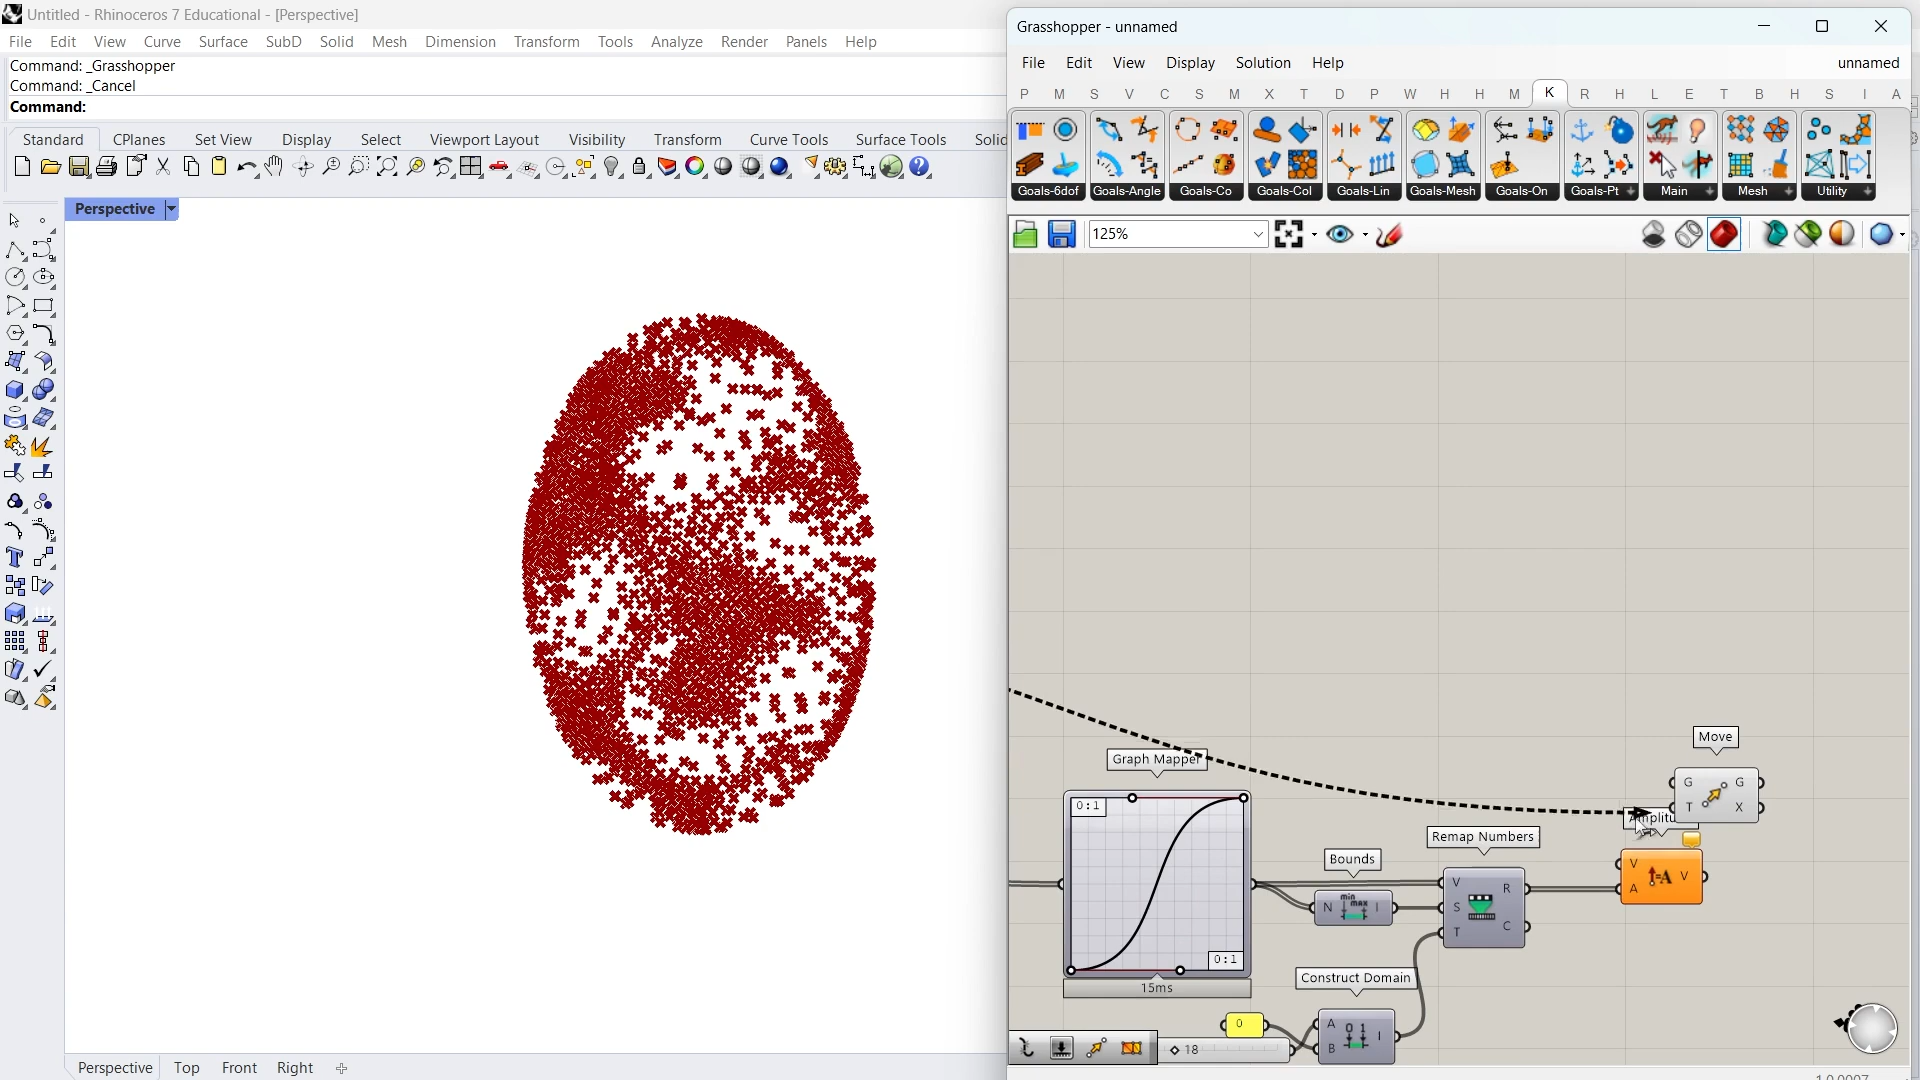 Untitled - Rhinoceros 7 Educational - [Perspective]
File Edit View Curve Surface SubD Solid Mesh Dimension Transform Tools Analyze Render Panels Help
Command: _Grasshopper
Command: _Cancel
Command:
Standard CPlanes Set View Display Select Viewport Layout Visibility Transform Curve Tools Surface Tools
Perspective
Perspective Top Front Right
Grasshopper - unnamed
File Edit View Display Solution Help unnamed
P M S V C S M X T D P W H H M K R H L E T B H S I A
Goals-6dof Goals-Angle Goals-Co Goals-Col Goals-Lin Goals-Mesh Goals-On Goals-Pt Main Mesh Utility
125%
Move
G G
T X
Graph Mapper
0:1
0:1
15ms
Bounds
min max
N I
Remap Numbers
V R
S
T C
V V
A =A
Construct Domain
0
A 0 1 I
B
18